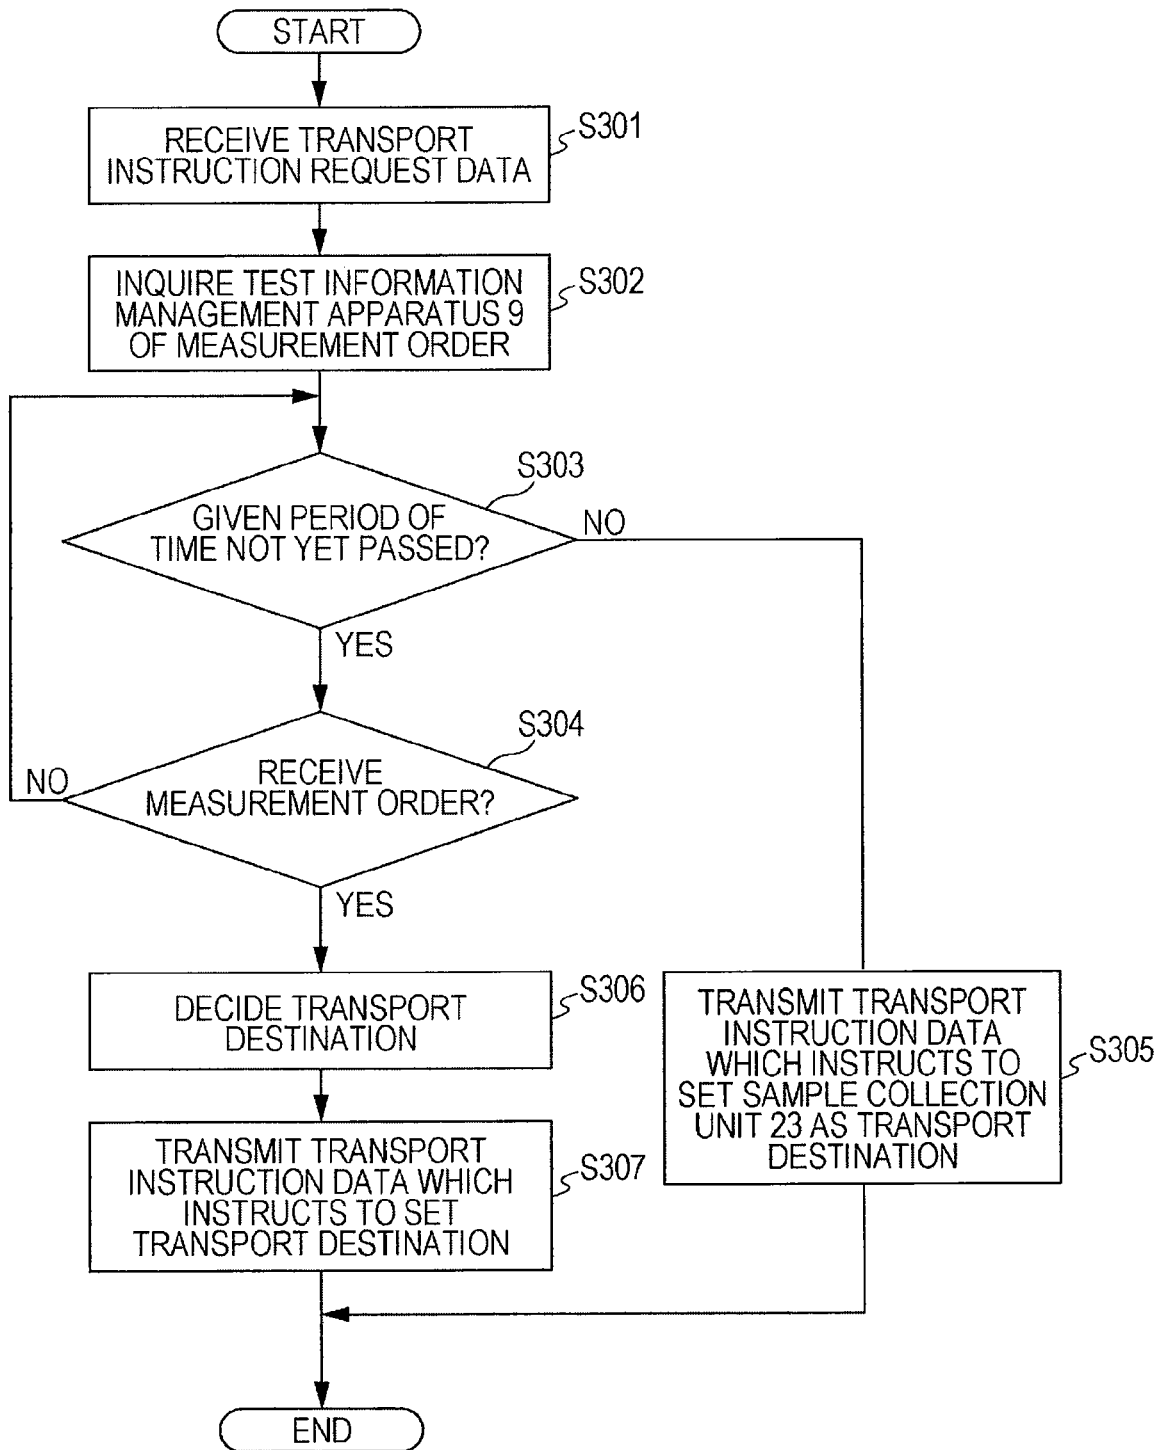 START
RECEIVE TRANSPORT
INSTRUCTION REQUEST DATA
S301
INQUIRE TEST INFORMATION
MANAGEMENT APPARATUS 9
OF MEASUREMENT ORDER
S302
S303
GIVEN PERIOD OF
TIME NOT YET PASSED?
NO
YES
S304
RECEIVE
MEASUREMENT ORDER?
NO
YES
DECIDE TRANSPORT
DESTINATION
S306
TRANSMIT TRANSPORT
INSTRUCTION DATA
WHICH INSTRUCTS TO
SET SAMPLE COLLECTION
UNIT 23 AS TRANSPORT
DESTINATION
S305
TRANSMIT TRANSPORT
INSTRUCTION DATA WHICH
INSTRUCTS TO SET
TRANSPORT DESTINATION
S307
END